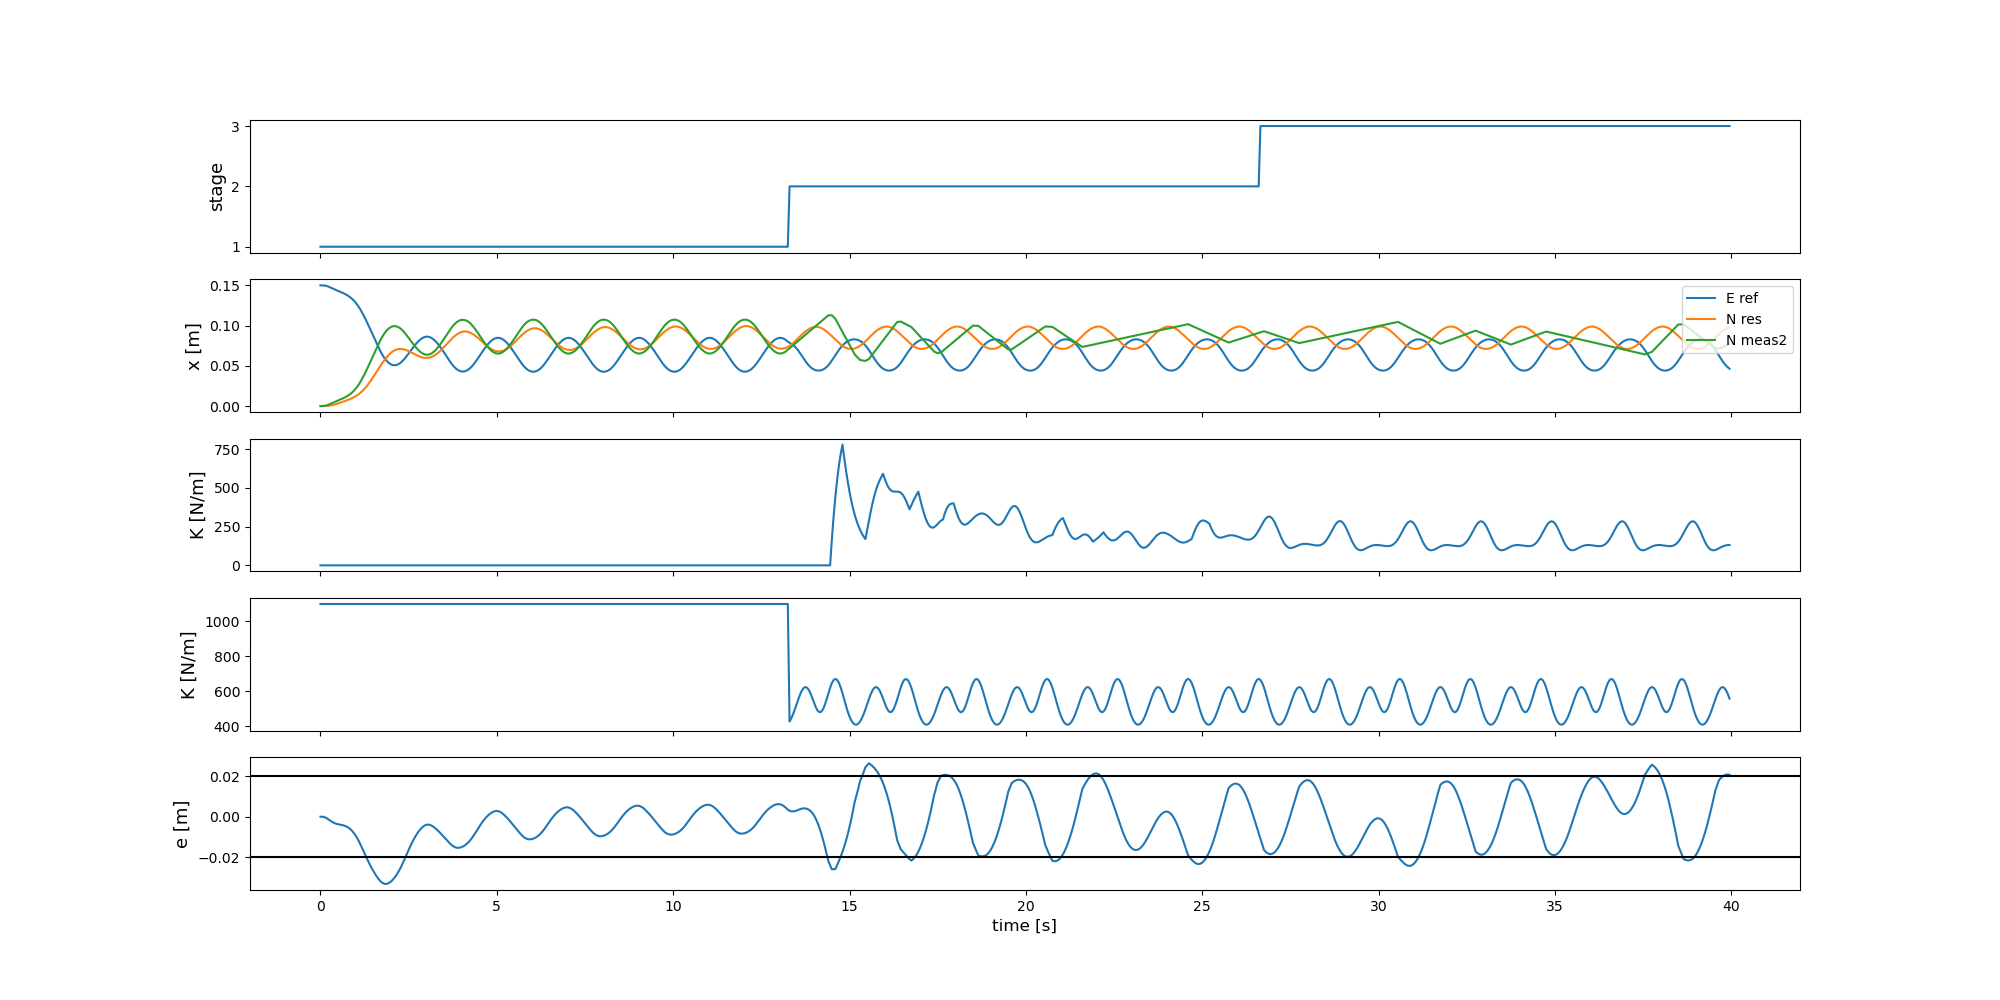 3
2
1
stage
0.15
0.10
0.05
0.00
x [m]
E ref
N res
N meas2
750
500
250
0
K [N/m]
1000
800
600
400
K [N/m]
0.02
0.00
−0.02
e [m]
0 5 10 15 20 25 30 35 40
time [s]